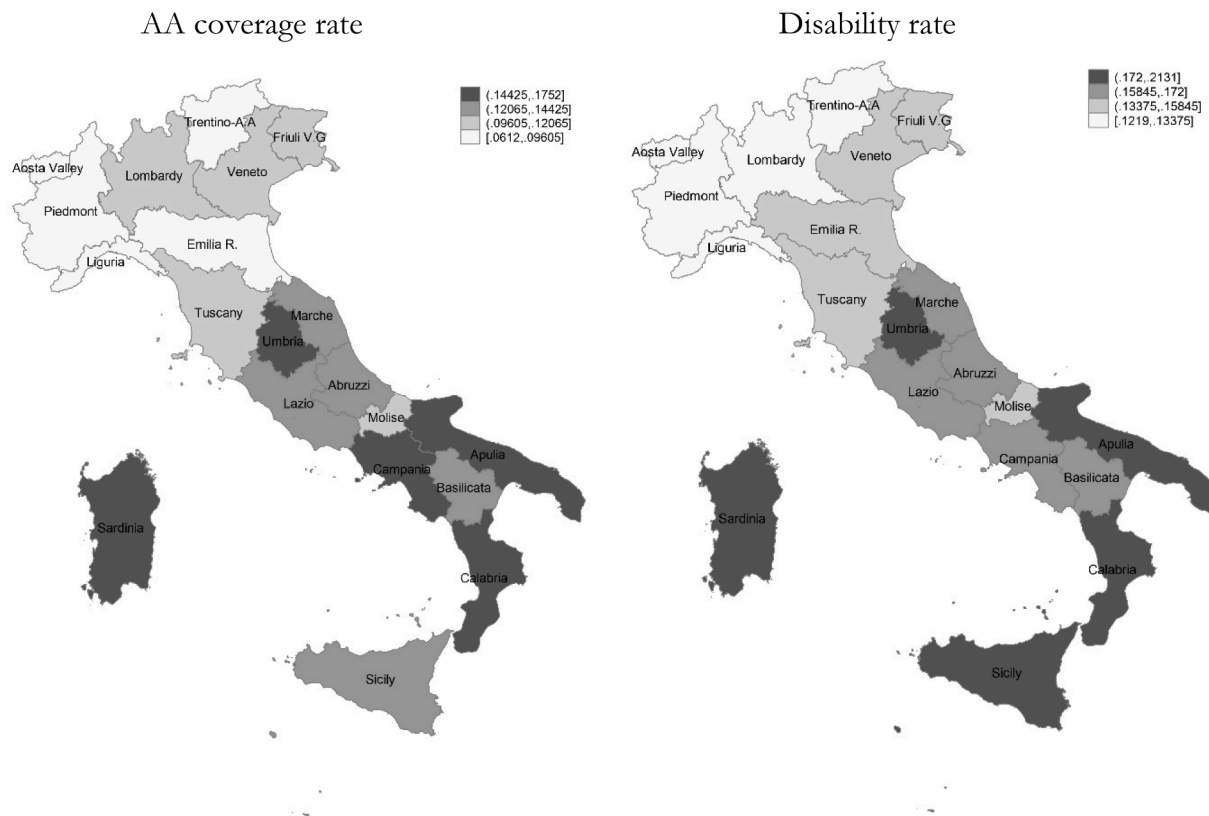 AA coverage rate
(.14425,.1752]
(.12065,.14425]
(.09605,.12065]
[.0612,.09605]
Trentino-A.A
Friuli V.G
Aosta Valley
Lombardy
Veneto
Piedmont
Emilia R.
Liguria
Tuscany
Marche
Umbria
Abruzzi
Lazio
Molise
Apulia
Campania
Basilicata
Sardinia
Calabria
Sicily
Disability rate
(.172,.2131]
(.15845,.172]
(.13375,.15845]
[.1219,.13375]
Trentino-A.A
Friuli V.G
Lombardy
Veneto
Aosta Valley
Piedmont
Emilia R.
Liguria
Tuscany
Marche
Umbria
Abruzzi
Lazio
Molise
Apulia
Campania
Basilicata
Sardinia
Calabria
Sicily